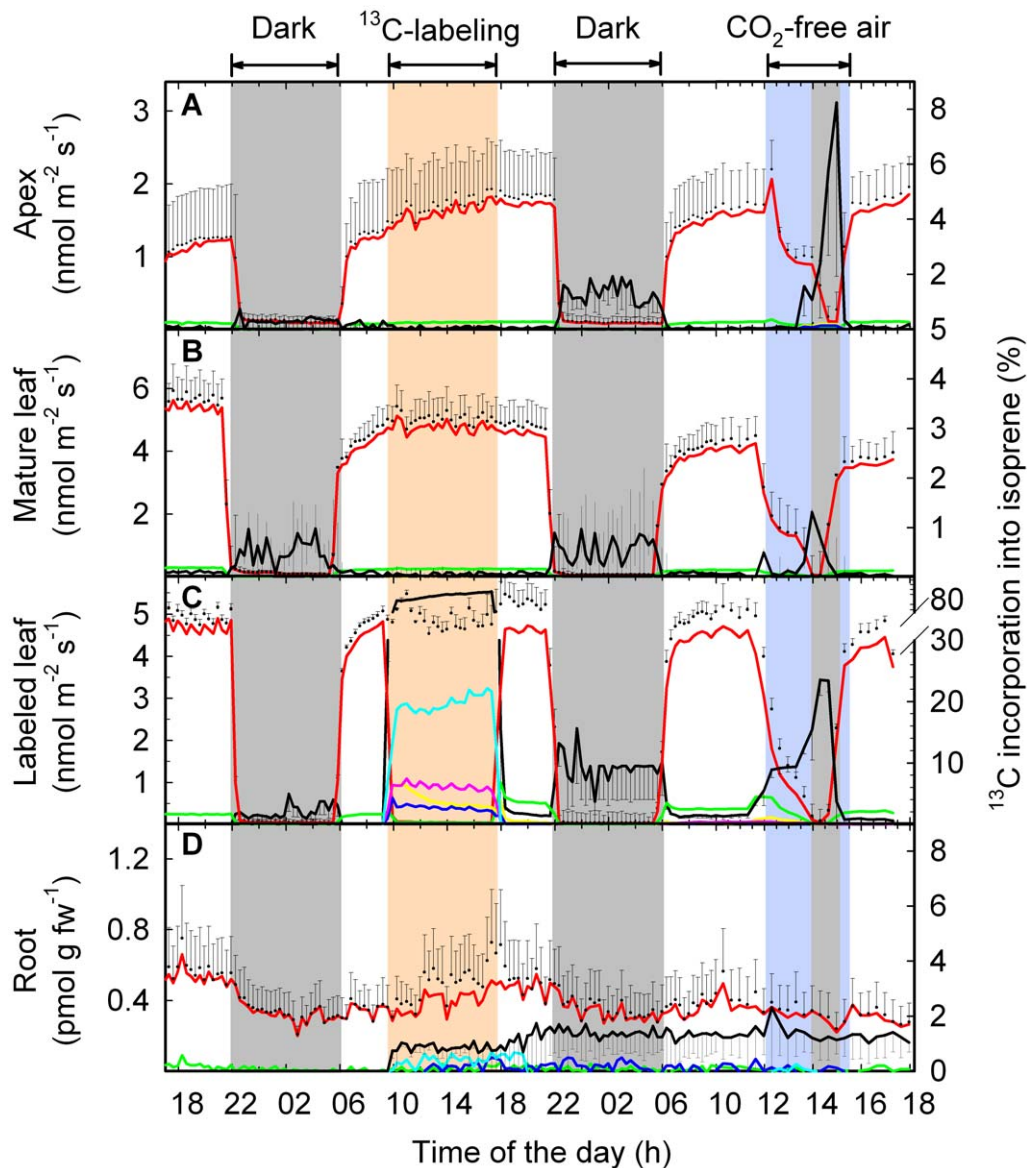 Dark
¹³C-labeling
Dark
CO₂-free air
A
Apex
(nmol m⁻² s⁻¹)
3
2
1
8
6
4
2
5
B
Mature leaf
(nmol m⁻² s⁻¹)
6
4
2
4
3
2
1
C
Labeled leaf
(nmol m⁻² s⁻¹)
5
4
3
2
1
80
30
20
10
D
Root
(pmol g fw⁻¹)
1.2
0.8
0.4
8
6
4
2
0
¹³C incorporation into isoprene (%)
18 22 02 06 10 14 18 22 02 06 10 12 14 16 18
Time of the day (h)